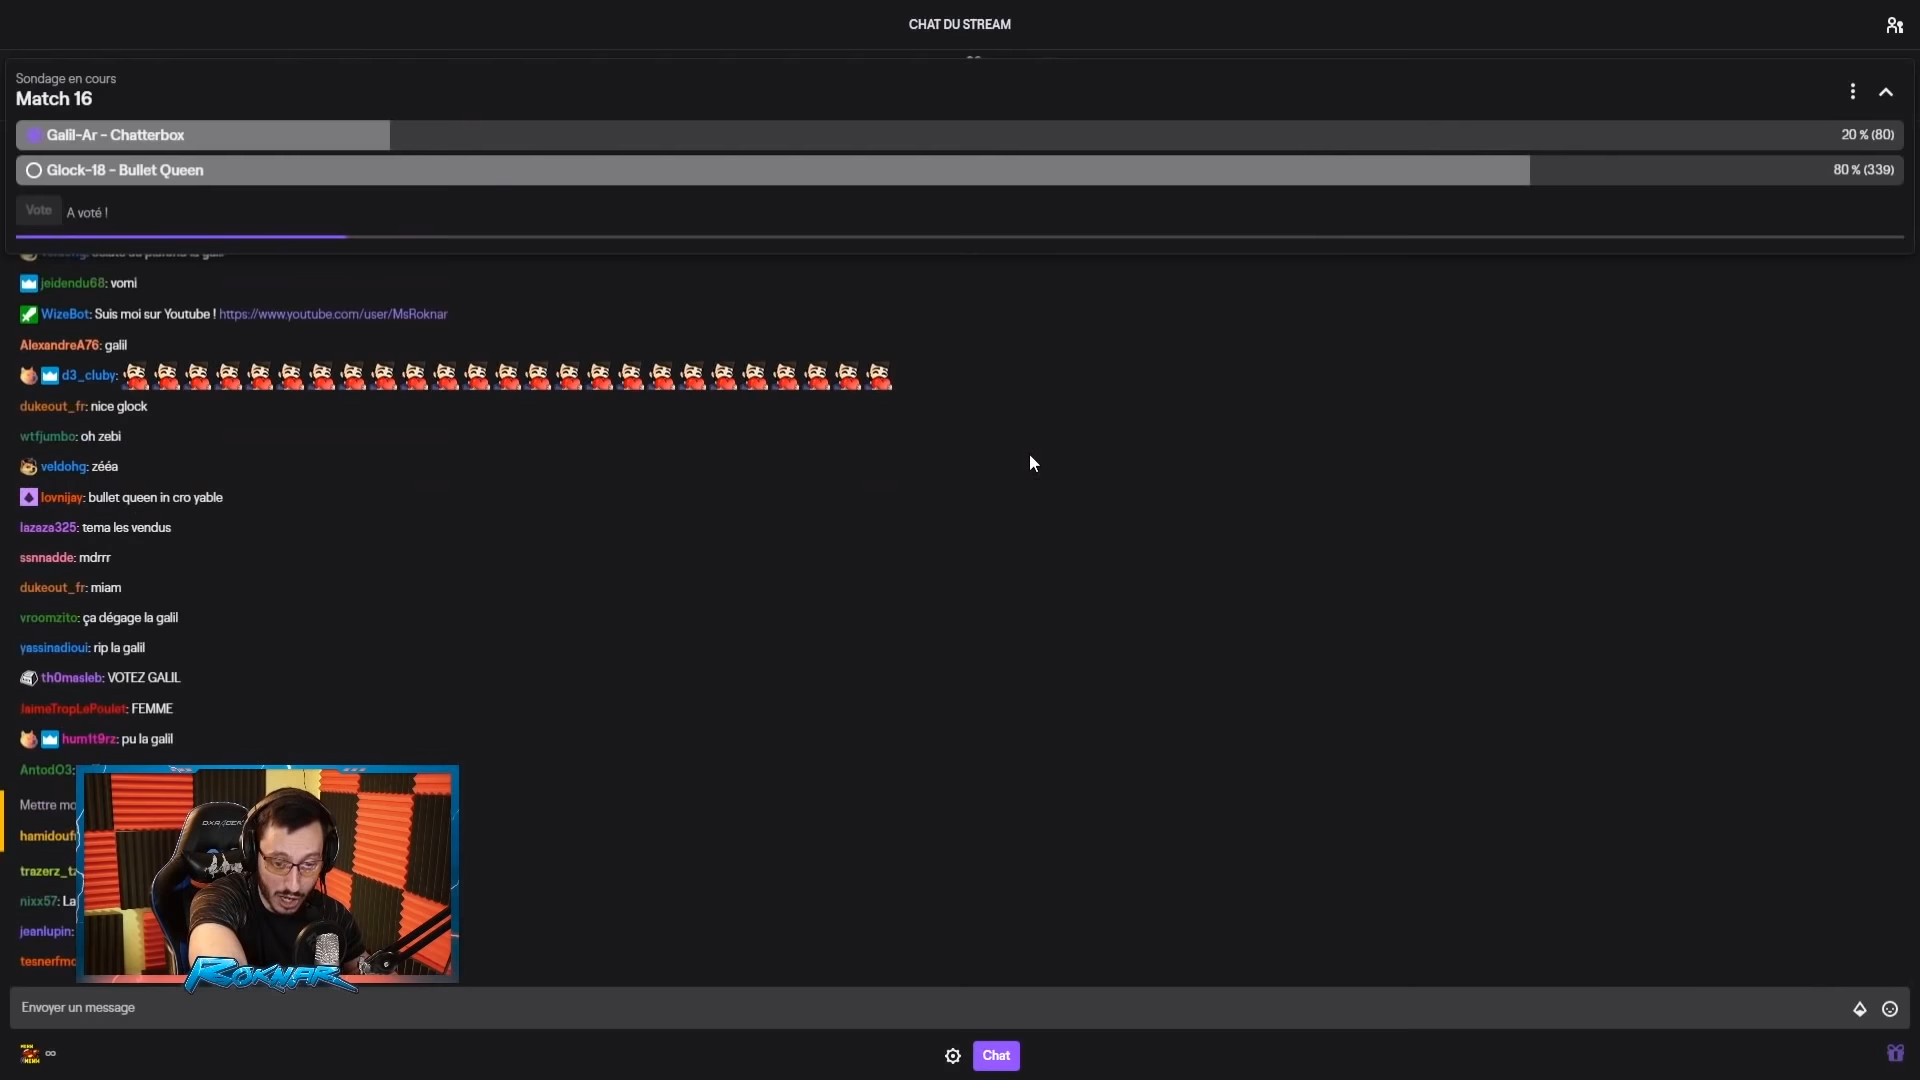 CHAT DU STREAM
Sondage en cours
Match 16
Galil-Ar - Chatterbox
20 % (80)
Glock-18 - Bullet Queen
80 % (339)
Vote
A voté !
jeidendu68: vomi
WizeBot: Suis moi sur Youtube ! https://www.youtube.com/user/MsRoknar
AlexandreA76: galil
d3_cluby:
dukeout_fr: nice glock
wtfjumbo: oh zebi
veldohg: zééa
lovnijay: bullet queen in cro yable
lazaza325: tema les vendus
ssnnadde: mdrrr
dukeout_fr: miam
vroomzito: ça dégage la galil
yassinadioui: rip la galil
th0masleb: VOTEZ GALIL
JaimeTropLePoulet: FEMME
hum1t9rz: pu la galil
AntodO3:
Mettre mo
hamidouf
trazerz_tz
nixx57: La
jeanlupin:
tesnerfmo
DXRACER
ROKNAR
Envoyer un message
Chat